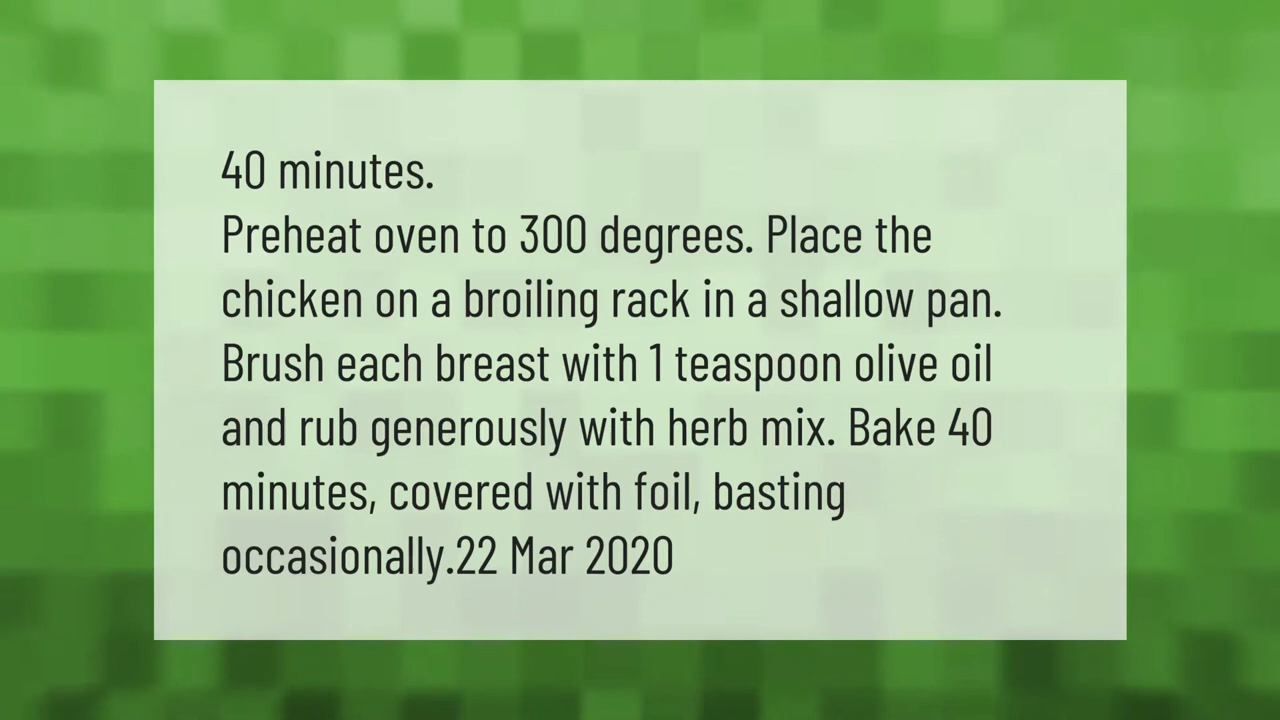 40 minutes.
Preheat oven to 300 degrees. Place the
chicken on a broiling rack in a shallow pan.
Brush each breast with 1 teaspoon olive oil
and rub generously with herb mix. Bake 40
minutes, covered with foil, basting
occasionally.22 Mar 2020